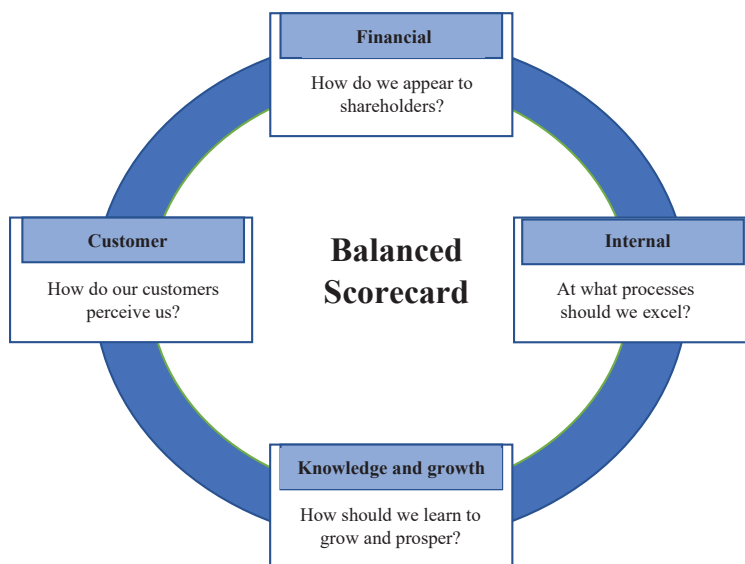 Financial
How do we appear to
shareholders?
Customer
How do our customers
perceive us?
Balanced
Scorecard
Internal
At what processes
should we excel?
Knowledge and growth
How should we learn to
grow and prosper?